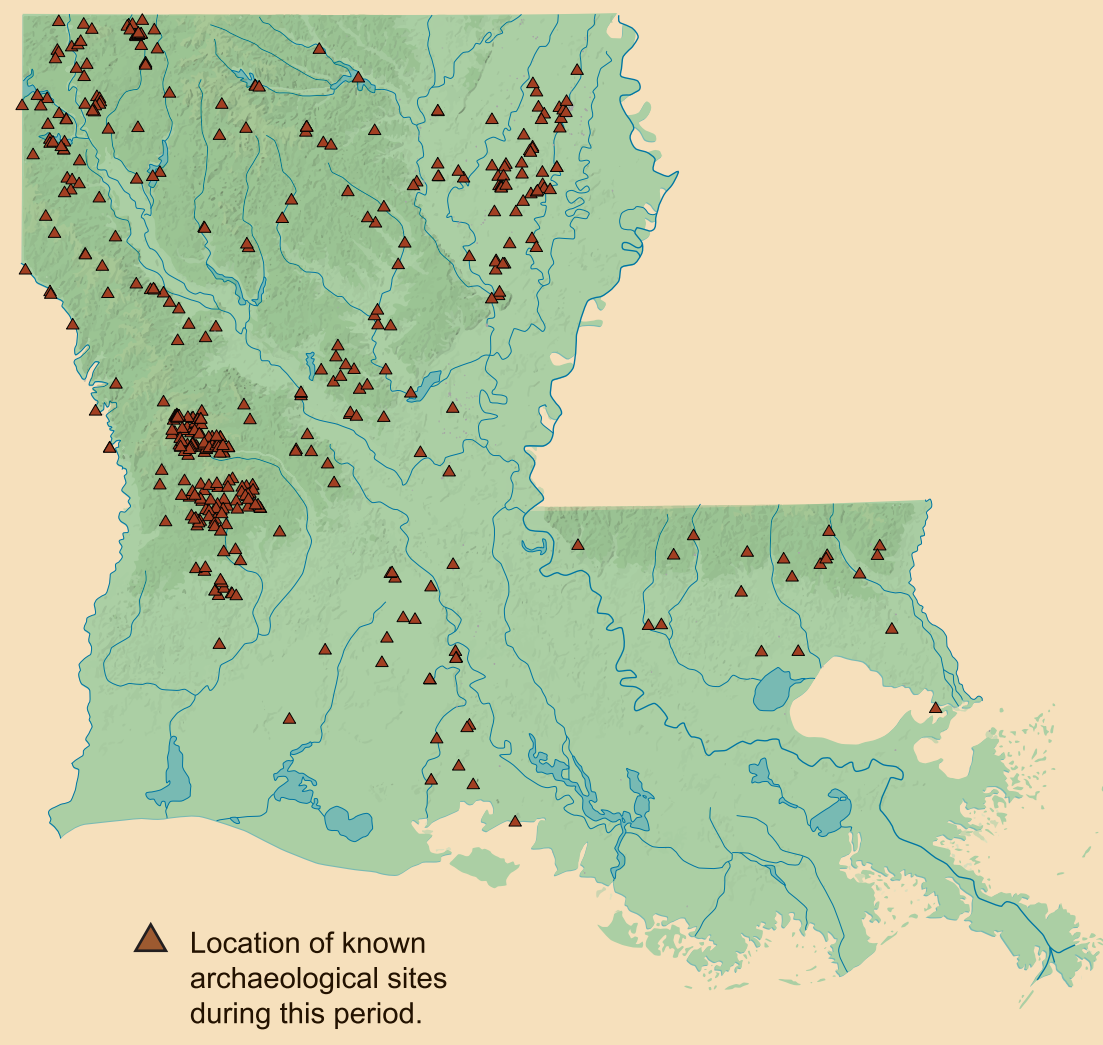 Location of known
archaeological sites
during this period.